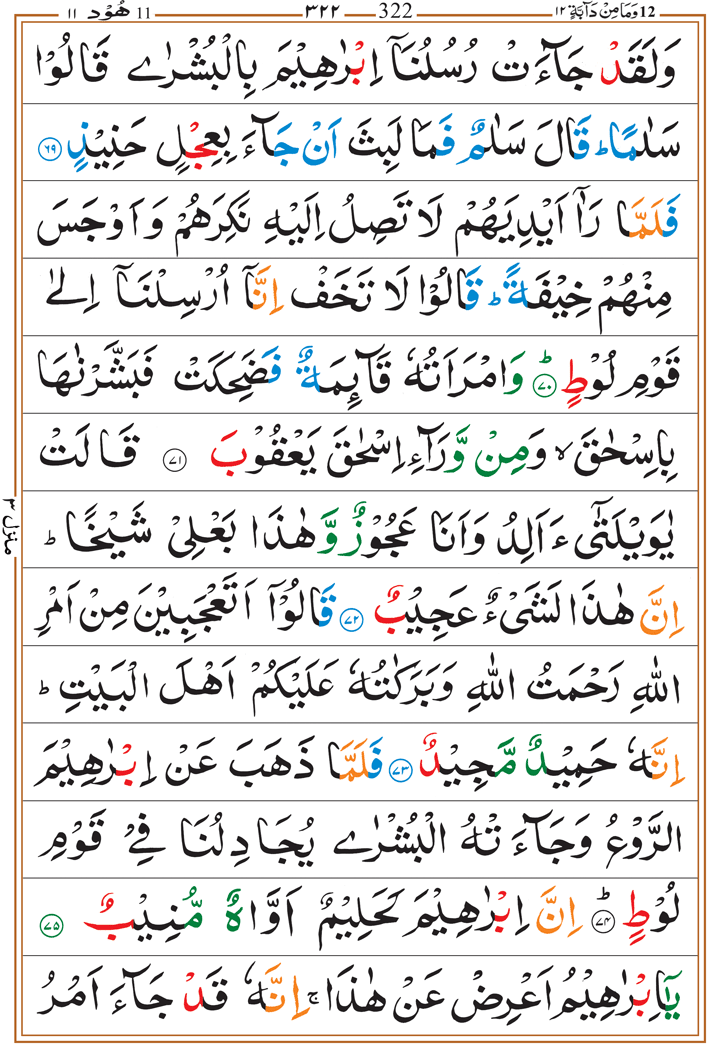 12 وَمَا مِنْ دَآبَّةٍ ١٢ 322 ٣٢٢ 11 هُوْد ١١
وَلَقَدْ جَآءَتْ رُسُلُنَاۤ اِبْرٰهِيْمَ بِالْبُشْرٰى قَالُوْا
سَلٰمًا ؕ قَالَ سَلٰمٌ فَمَا لَبِثَ اَنْ جَآءَ بِعِجْلٍ حَنِيْذٍ ٦٩
فَلَمَّا رَاٰۤ اَيْدِيَهُمْ لَا تَصِلُ اِلَيْهِ نَكِرَهُمْ وَاَوْجَسَ
مِنْهُمْ خِيْفَةً ؕ قَالُوْا لَا تَخَفْ اِنَّاۤ اُرْسِلْنَاۤ اِلٰى
قَوْمِ لُوْطٍ ؕ ٧٠ وَامْرَاَتُهٗ قَآئِمَةٌ فَضَحِكَتْ فَبَشَّرْنٰهَا
بِاِسْحٰقَ ۙ وَمِنْ وَّرَآءِ اِسْحٰقَ يَعْقُوْبَ ٧١ قَالَتْ
يٰوَيْلَتٰٓى ءَاَلِدُ وَاَنَا عَجُوْزٌ وَّهٰذَا بَعْلِىْ شَيْخًا ؕ
اِنَّ هٰذَا لَشَىْءٌ عَجِيْبٌ ٧٢ قَالُوْۤا اَتَعْجَبِيْنَ مِنْ اَمْرِ
اللّٰهِ رَحْمَتُ اللّٰهِ وَبَرَكٰتُهٗ عَلَيْكُمْ اَهْلَ الْبَيْتِ ؕ
اِنَّهٗ حَمِيْدٌ مَّجِيْدٌ ٧٣ فَلَمَّا ذَهَبَ عَنْ اِبْرٰهِيْمَ
الرَّوْعُ وَجَآءَتْهُ الْبُشْرٰى يُجَادِلُنَا فِىْ قَوْمِ
لُوْطٍ ؕ ٧٤ اِنَّ اِبْرٰهِيْمَ لَحَلِيْمٌ اَوَّاهٌ مُّنِيْبٌ ٧٥
يٰۤاِبْرٰهِيْمُ اَعْرِضْ عَنْ هٰذَا ۚ اِنَّهٗ قَدْ جَآءَ اَمْرُ
منزل ٣